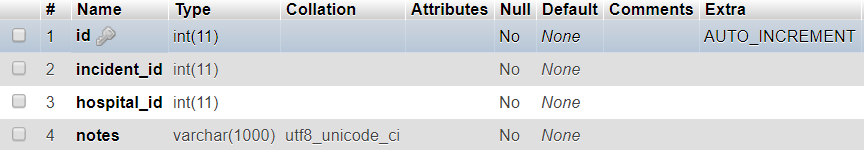 # Name Type Collation Attributes Null Default Comments Extra
1 id int(11) No None AUTO_INCREMENT
2 incident_id int(11) No None
3 hospital_id int(11) No None
4 notes varchar(1000) utf8_unicode_ci No None